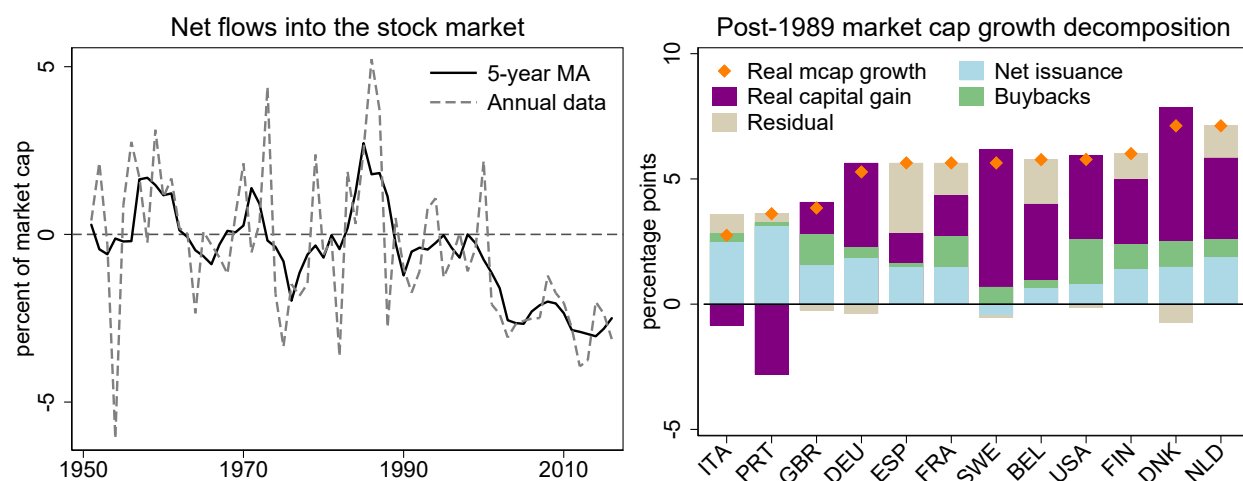 Net flows into the stock market
percent of market cap
5
0
-5
5-year MA
Annual data
1950
1970
1990
2010
Post-1989 market cap growth decomposition
percentage points
10
5
0
-5
Real mcap growth
Net issuance
Real capital gain
Buybacks
Residual
ITA
PRT
GBR
DEU
ESP
FRA
SWE
BEL
USA
FIN
DNK
NLD